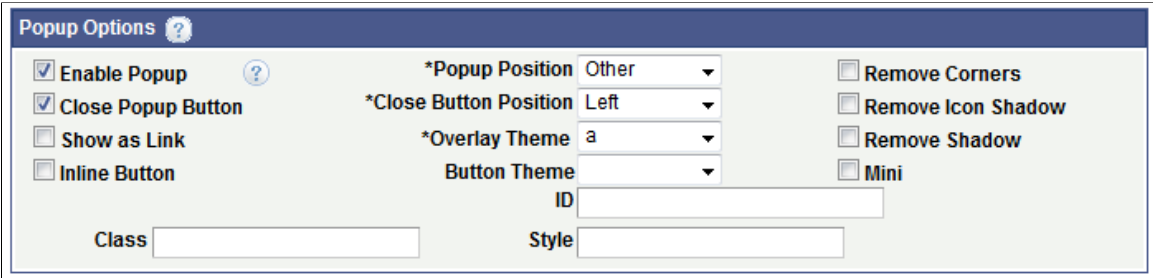 Popup Options ?
Enable Popup ? *Popup Position Other Remove Corners
Close Popup Button *Close Button Position Left Remove Icon Shadow
Show as Link *Overlay Theme a Remove Shadow
Inline Button Button Theme Mini
ID
Class Style